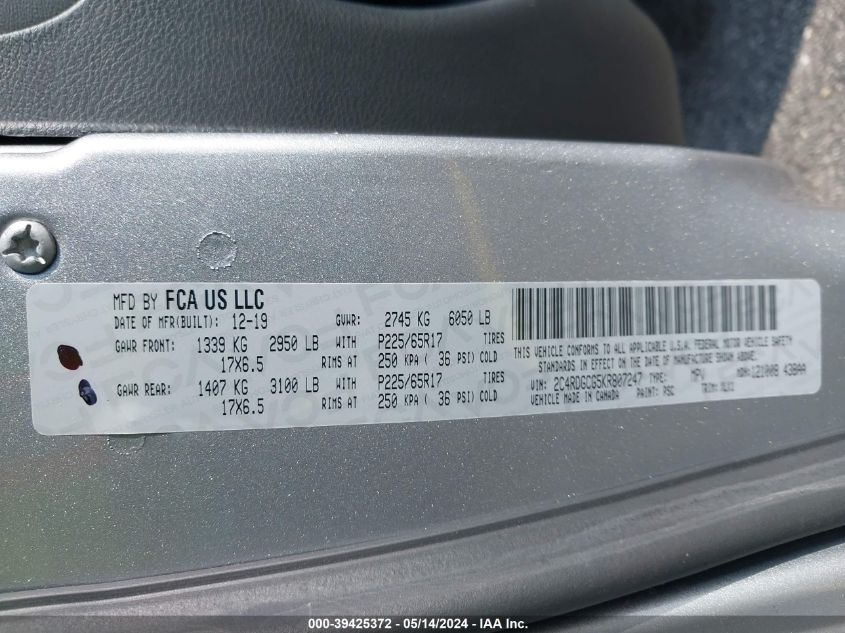 MFD BY FCA US LLC
DATE OF MFR(BUILT): 12-19 GVWR: 2745 KG 6050 LB
GAWR FRONT: 1339 KG 2950 LB WITH P225/65R17 TIRES
17X6.5 RIMS AT 250 KPA ( 36 PSI) COLD
GAWR REAR: 1407 KG 3100 LB WITH P225/65R17 TIRES
17X6.5 RIMS AT 250 KPA ( 36 PSI) COLD
THIS VEHICLE CONFORMS TO ALL APPLICABLE U.S.A. FEDERAL MOTOR VEHICLE SAFETY
STANDARDS IN EFFECT ON THE DATE OF MANUFACTURE SHOWN ABOVE.
VIN: 2C4RDGCG5KR807247 TYPE: MPV MDH:121009
VEHICLE MADE IN CANADA PAINT: PSC TRIM:
000-39425372 - 05/14/2024 - IAA Inc.